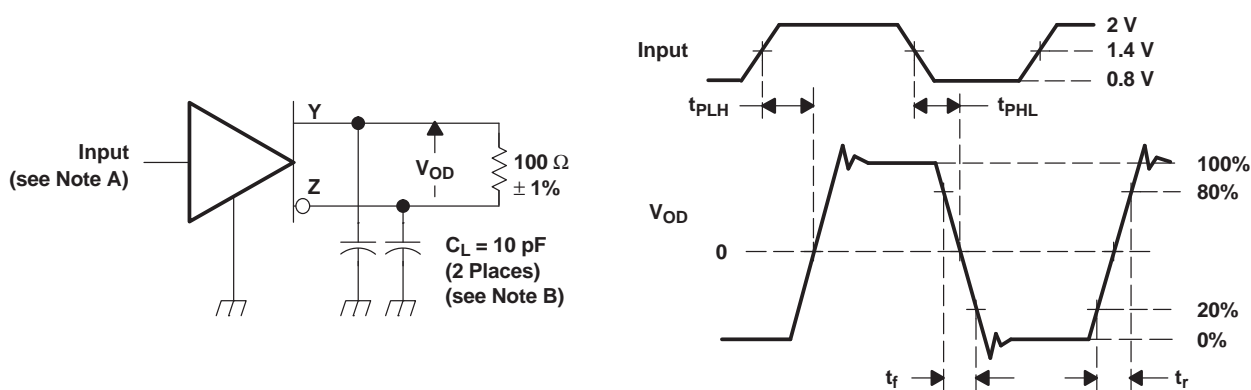 Input
(see Note A)
Y
Z
V_OD
100 Ω
± 1%
C_L = 10 pF
(2 Places)
(see Note B)
Input
2 V
1.4 V
0.8 V
t_PLH
t_PHL
V_OD
0
100%
80%
20%
0%
t_f
t_r